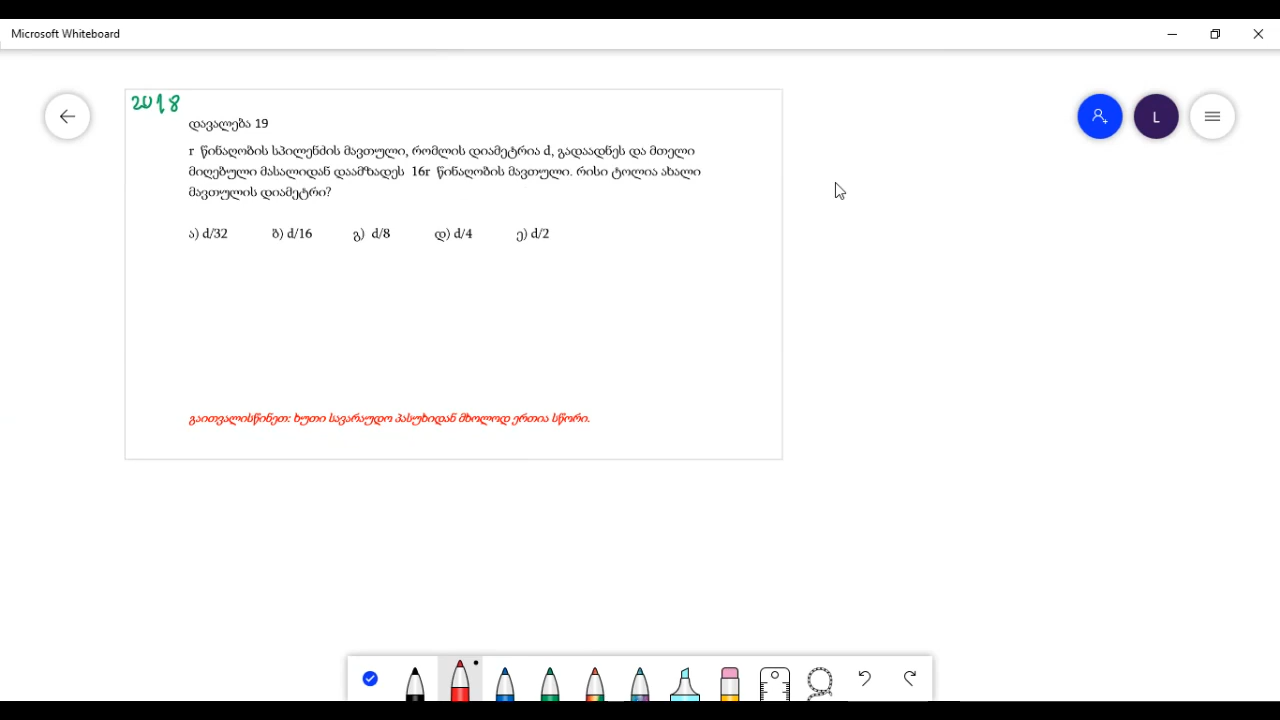 Microsoft Whiteboard
2018
დავალება 19
r წინაღობის სპილენძის მავთული, რომლის დიამეტრია d, გადაადნეს და მთელი
მიღებული მასალიდან დაამზადეს 16r წინაღობის მავთული. რისი ტოლია ახალი
მავთულის დიამეტრი?
ა) d/32 ბ) d/16 გ) d/8 დ) d/4 ე) d/2
გაითვალისწინეთ: ხუთი სავარაუდო პასუხიდან მხოლოდ ერთია სწორი.
L